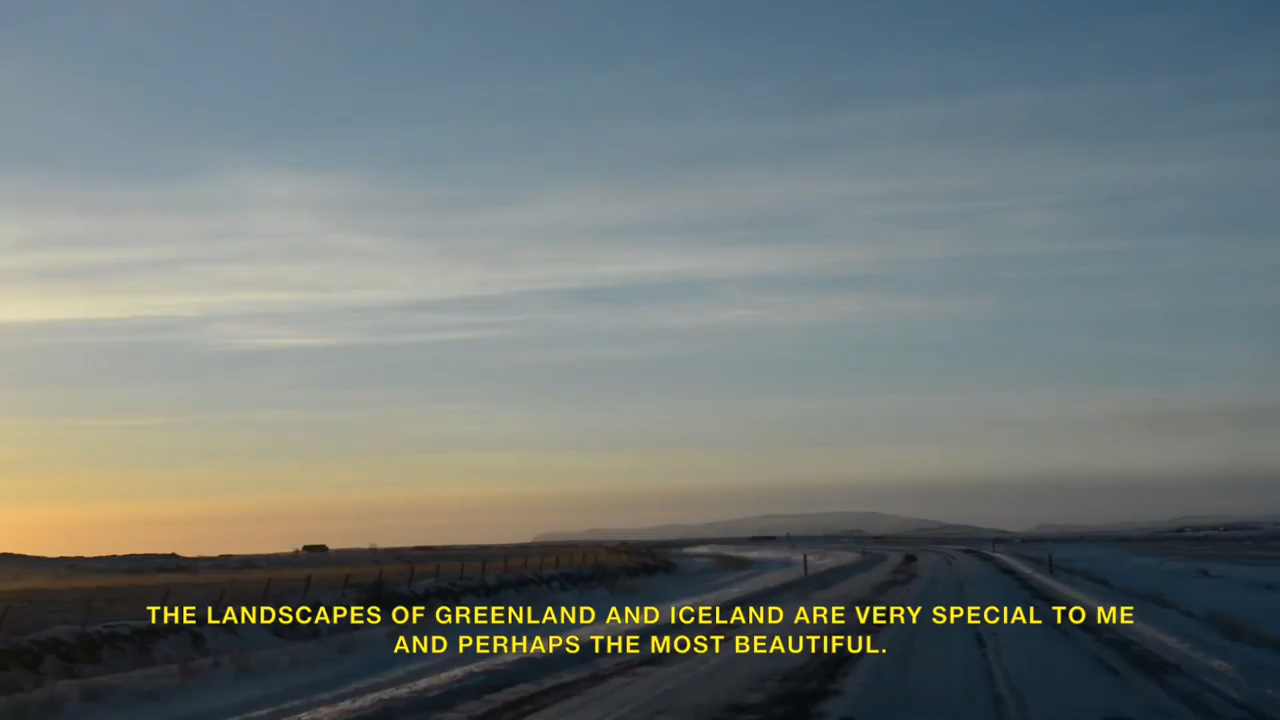 THE LANDSCAPES OF GREENLAND AND ICELAND ARE VERY SPECIAL TO ME
AND PERHAPS THE MOST BEAUTIFUL.